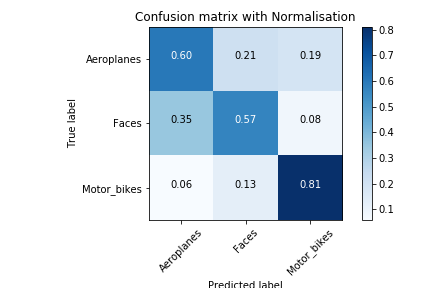 Confusion matrix with Normalisation
True label
Aeroplanes 0.60 0.21 0.19
Faces 0.35 0.57 0.08
Motor_bikes 0.06 0.13 0.81
Aeroplanes Faces Motor_bikes
Predicted label
0.8
0.7
0.6
0.5
0.4
0.3
0.2
0.1